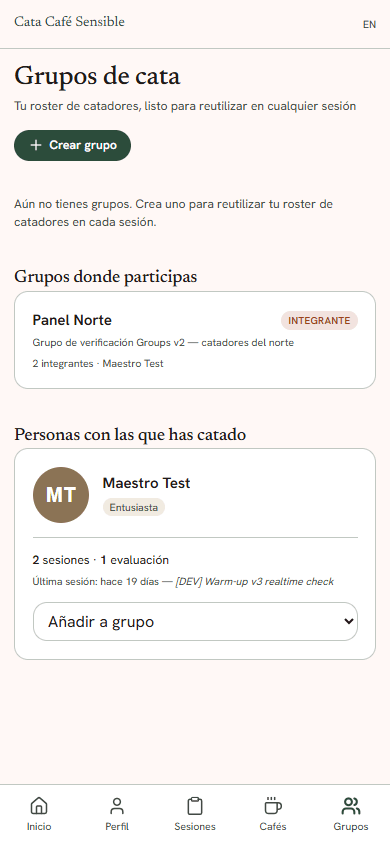 Cata Café Sensible
EN
Grupos de cata
Tu roster de catadores, listo para reutilizar en cualquier sesión
+ Crear grupo
Aún no tienes grupos. Crea uno para reutilizar tu roster de
catadores en cada sesión.
Grupos donde participas
Panel Norte
INTEGRANTE
Grupo de verificación Groups v2 — catadores del norte
2 integrantes · Maestro Test
Personas con las que has catado
MT
Maestro Test
Entusiasta
2 sesiones · 1 evaluación
Última sesión: hace 19 días — [DEV] Warm-up v3 realtime check
Añadir a grupo
Inicio
Perfil
Sesiones
Cafés
Grupos